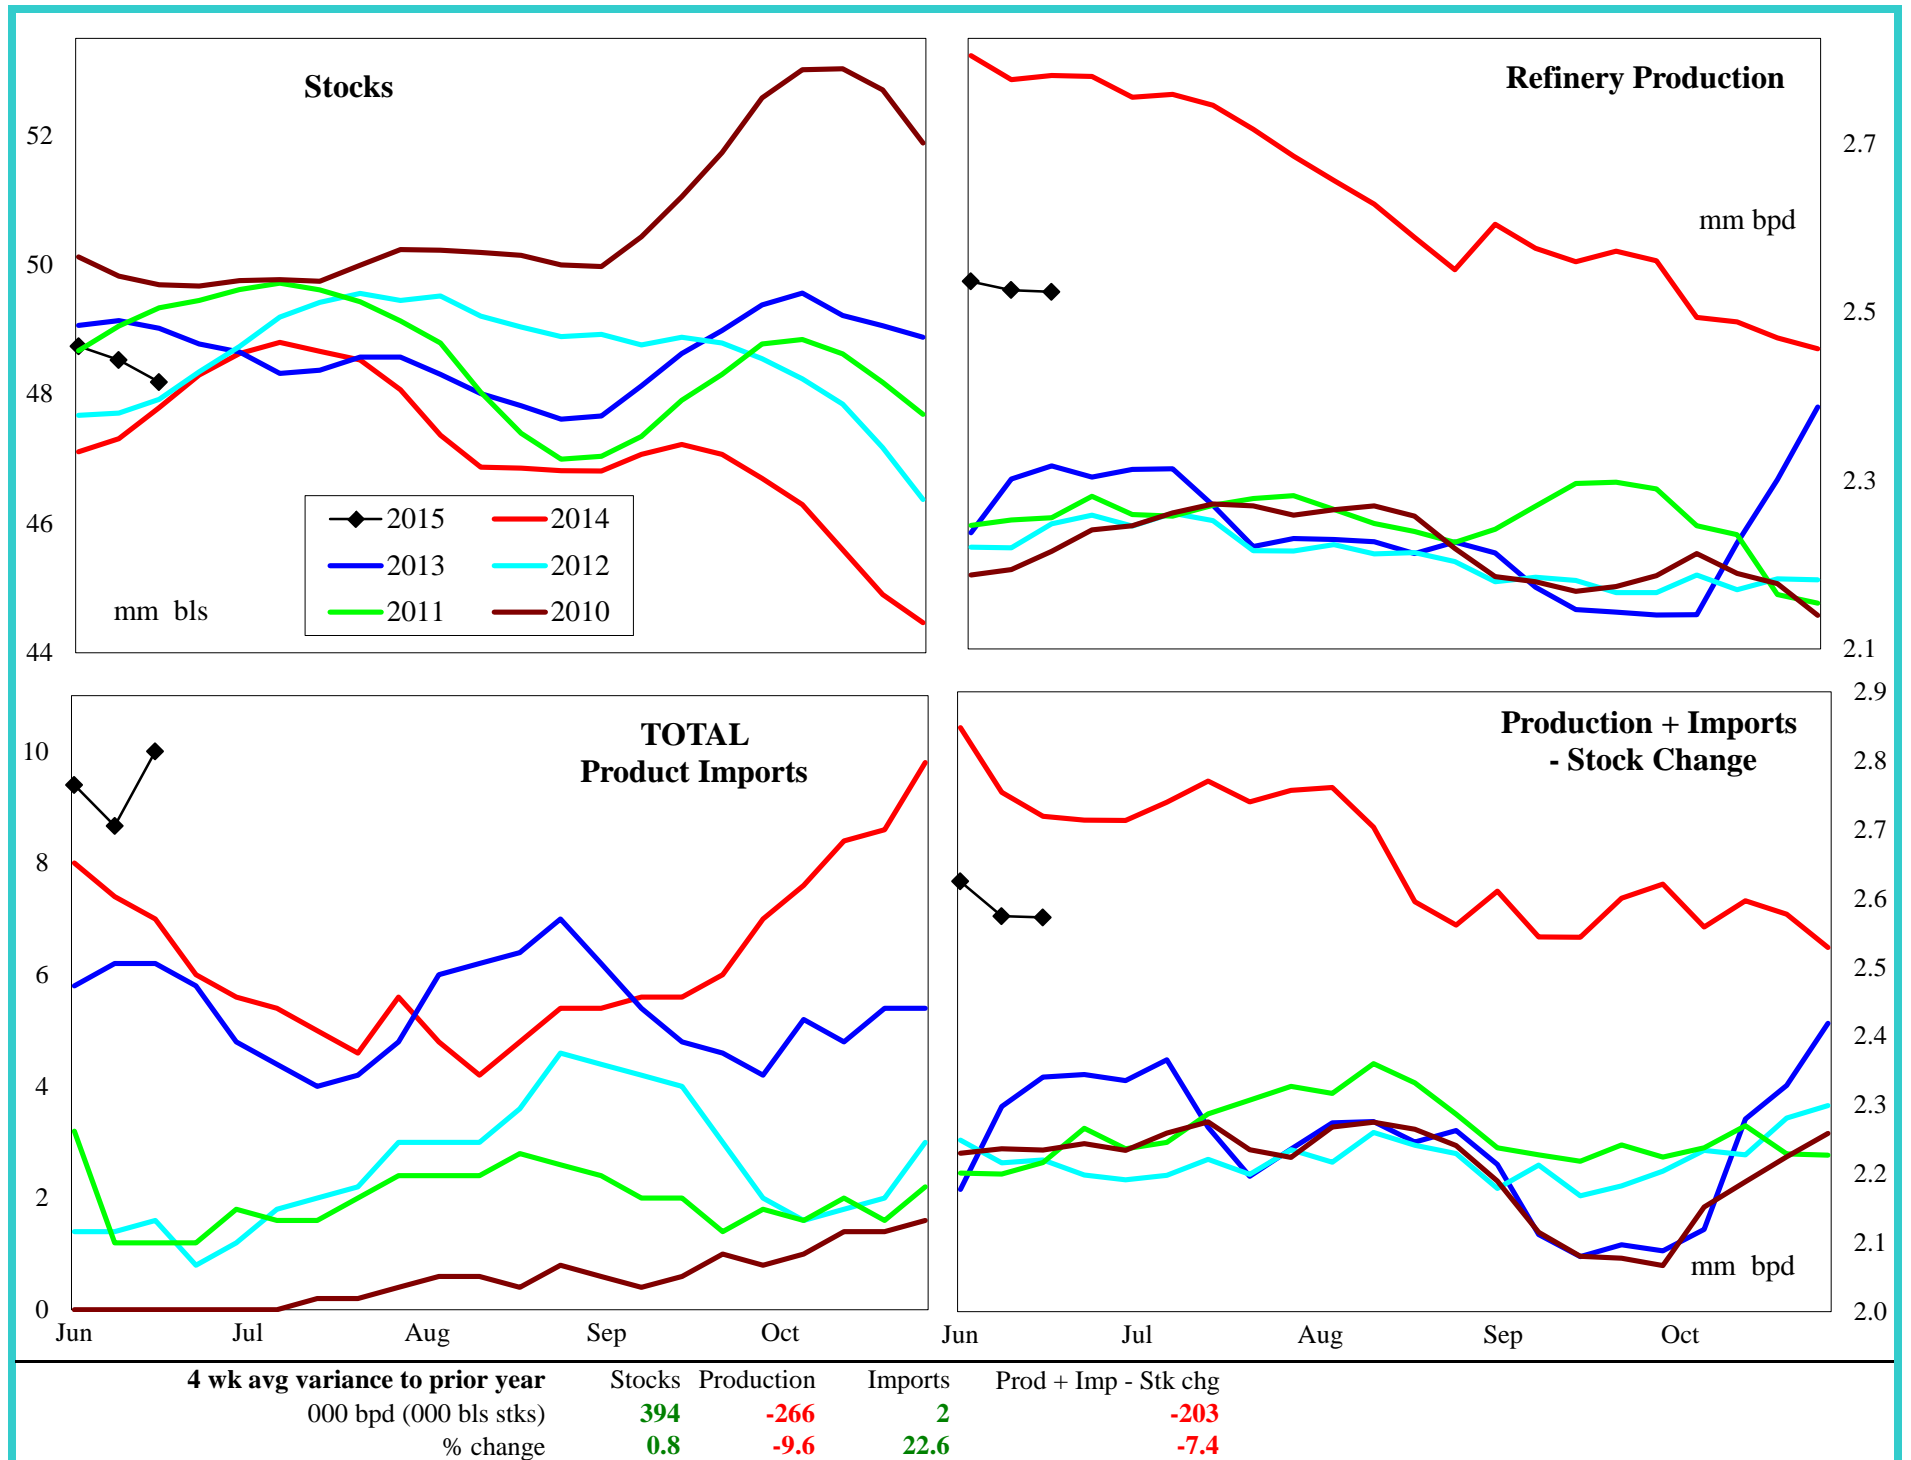 Stocks
52
50
48
46
44
mm bls
2015 2014
2013 2012
2011 2010
Refinery Production
mm bpd
2.7
2.5
2.3
2.1
TOTAL
Product Imports
10
8
6
4
2
0
Jun Jul Aug Sep Oct
Production + Imports
- Stock Change
2.9
2.8
2.7
2.6
2.5
2.4
2.3
2.2
2.1
2.0
mm bpd
Jun Jul Aug Sep Oct
4 wk avg variance to prior year Stocks Production Imports Prod + Imp - Stk chg
000 bpd (000 bls stks) 394 -266 2 -203
% change 0.8 -9.6 22.6 -7.4